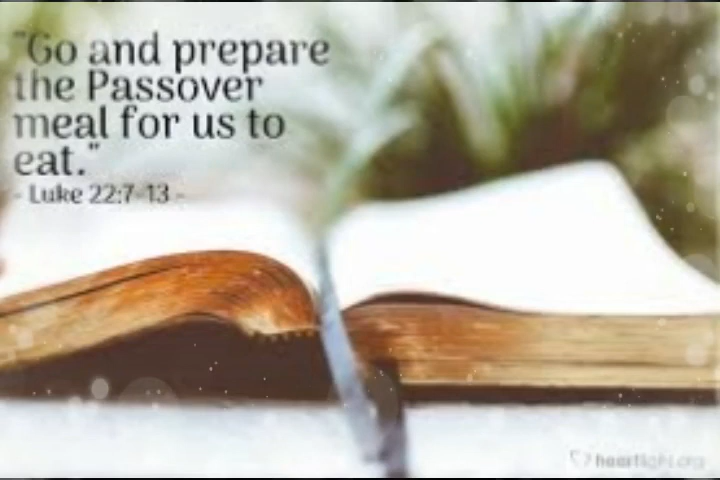 "Go and prepare
the Passover
meal for us to
eat."
- Luke 22:7-13 -
heartlight.org